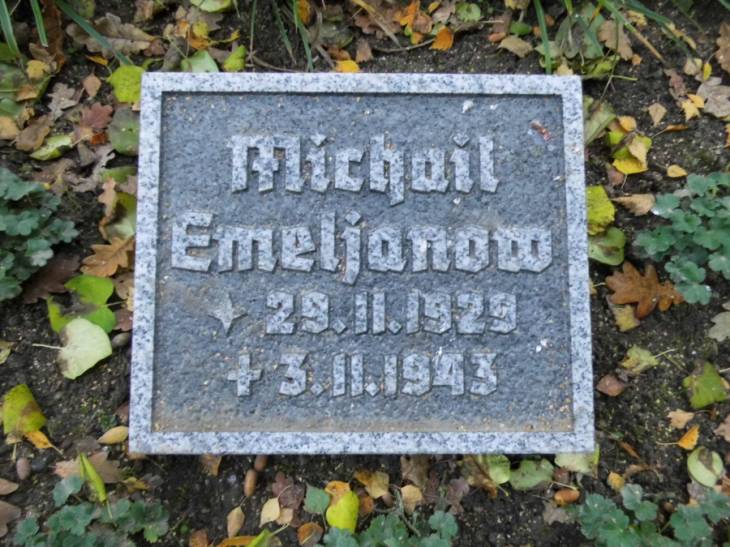 Michail
Emeljanow
✶ 29.11.1929
✝ 3.11.1943